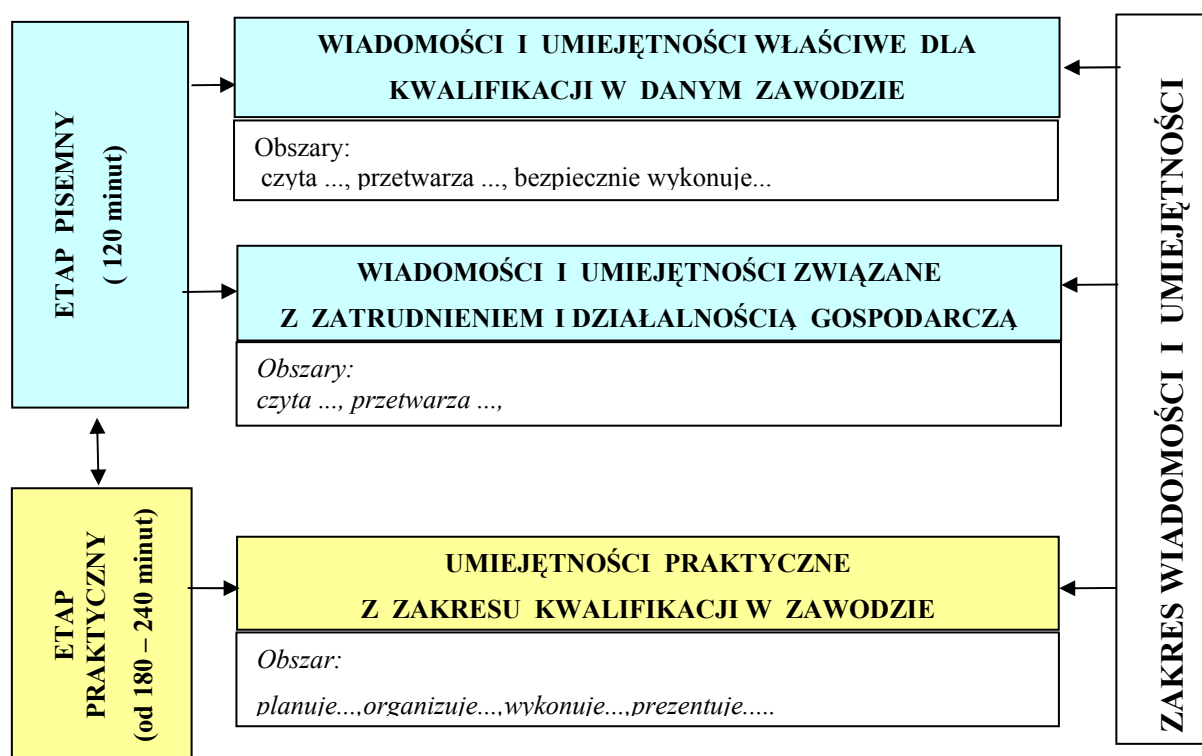 ETAP PISEMNY
( 120 minut)
WIADOMOŚCI I UMIEJĘTNOŚCI WŁAŚCIWE DLA
KWALIFIKACJI W DANYM ZAWODZIE
Obszary:
czyta ..., przetwarza ..., bezpiecznie wykonuje...
WIADOMOŚCI I UMIEJĘTNOŚCI ZWIĄZANE
Z ZATRUDNIENIEM I DZIAŁALNOŚCIĄ GOSPODARCZĄ
Obszary:
czyta ..., przetwarza ...,
ETAP
PRAKTYCZNY
(od 180 – 240 minut)
UMIEJĘTNOŚCI PRAKTYCZNE
Z ZAKRESU KWALIFIKACJI W ZAWODZIE
Obszar:
planuje...,organizuje...,wykonuje...,prezentuje.....
ZAKRES WIADOMOŚCI I UMIEJĘTNOŚCI